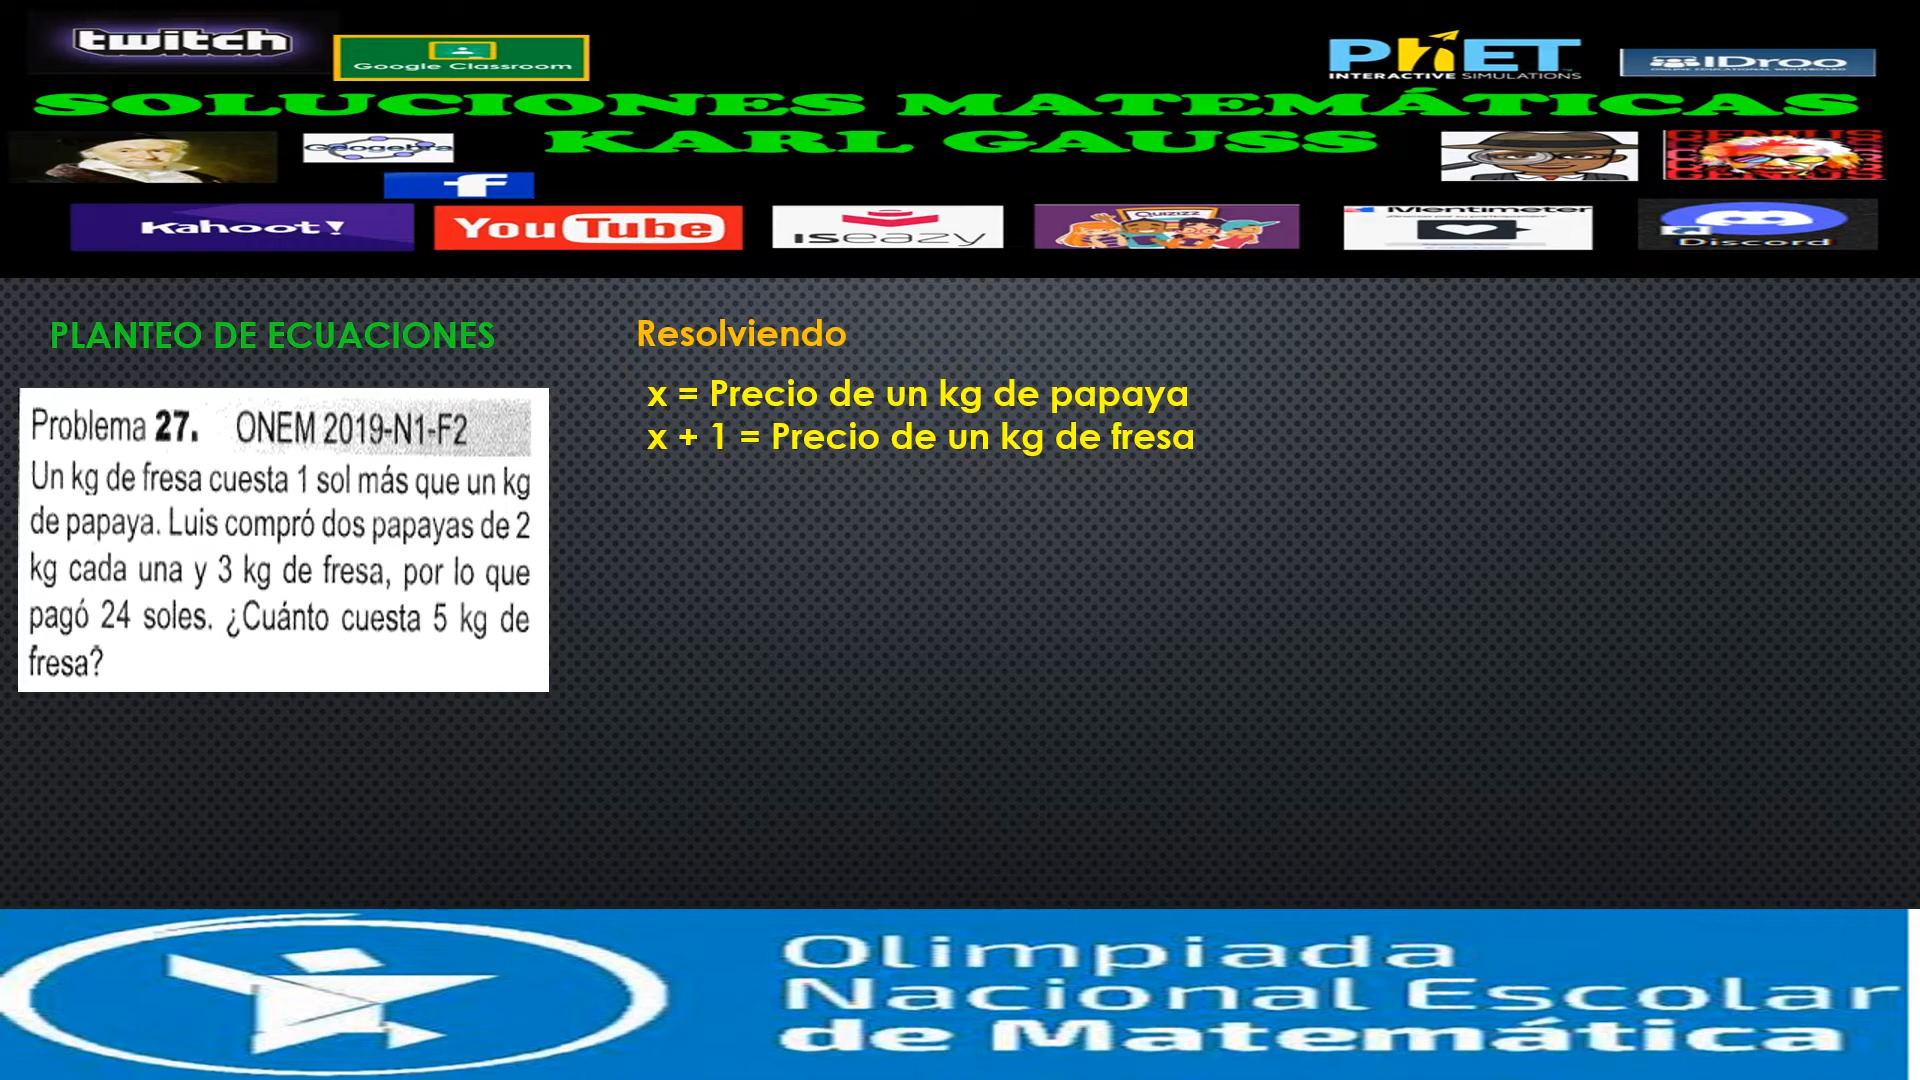 twitch
Google Classroom
PhET
INTERACTIVE SIMULATIONS
IDroo
SOLUCIONES MATEMÁTICAS
KARL GAUSS
Geogebra
GENIUS
f
Kahoot!
YouTube
isEazy
Quizizz
Mentimeter
Discord
PLANTEO DE ECUACIONES
Problema 27. ONEM 2019-N1-F2
Un kg de fresa cuesta 1 sol más que un kg
de papaya. Luis compró dos papayas de 2
kg cada una y 3 kg de fresa, por lo que
pagó 24 soles. ¿Cuánto cuesta 5 kg de
fresa?
Resolviendo
x = Precio de un kg de papaya
x + 1 = Precio de un kg de fresa
Olimpiada
Nacional Escolar
de Matemática